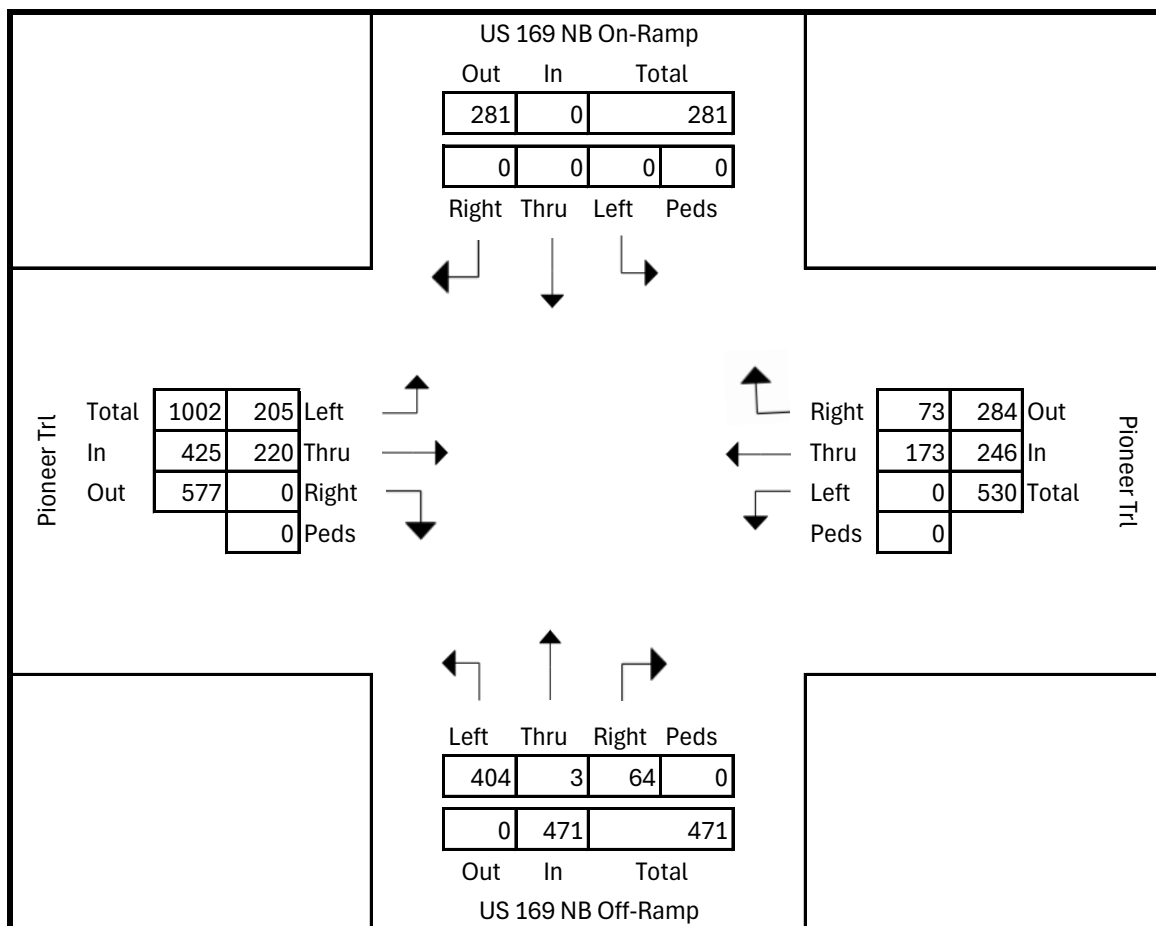 US 169 NB On-Ramp
Out In Total
281 0 281
0 0 0 0
Right Thru Left Peds
Pioneer Trl
Total 1002 205 Left
In 425 220 Thru
Out 577 0 Right
0 Peds
Right 73 284 Out
Thru 173 246 In
Left 0 530 Total
Peds 0
Pioneer Trl
Left Thru Right Peds
404 3 64 0
0 471 471
Out In Total
US 169 NB Off-Ramp